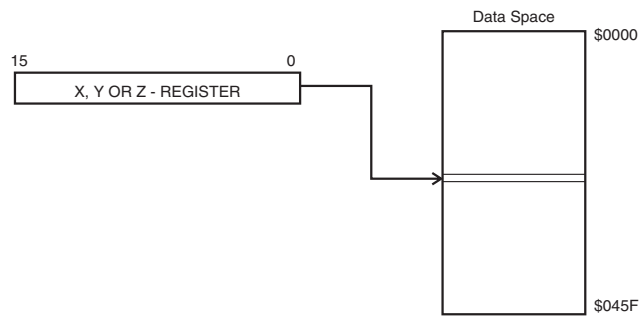 Data Space
$0000
15 0
X, Y OR Z - REGISTER
$045F